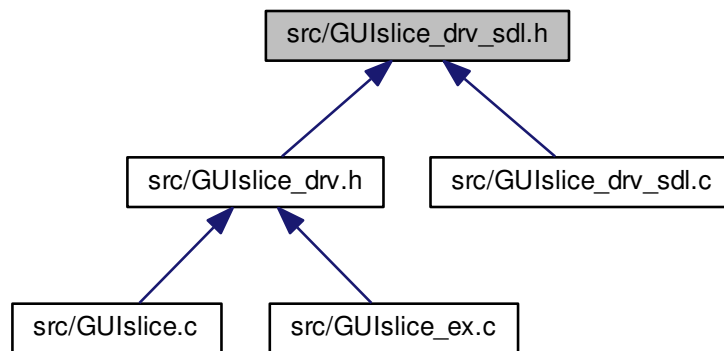 src/GUIslice_drv_sdl.h
src/GUIslice_drv.h
src/GUIslice_drv_sdl.c
src/GUIslice.c
src/GUIslice_ex.c